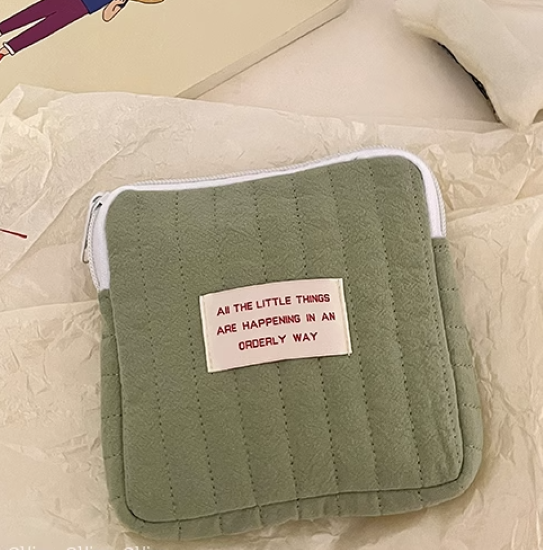 All THE LITTLE THINGS
ARE HAPPENING IN AN
ORDERLY WAY